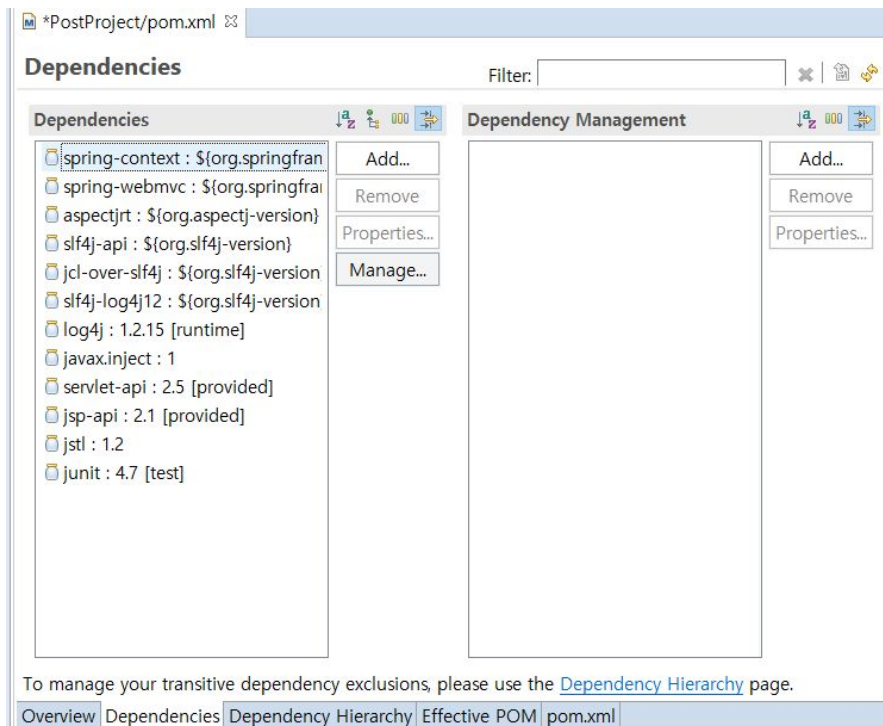 *PostProject/pom.xml
Dependencies
Filter:
Dependencies
spring-context : ${org.springfran
spring-webmvc : ${org.springfrai
aspectjrt : ${org.aspectj-version}
slf4j-api : ${org.slf4j-version}
jcl-over-slf4j : ${org.slf4j-version
slf4j-log4j12 : ${org.slf4j-version
log4j : 1.2.15 [runtime]
javax.inject : 1
servlet-api : 2.5 [provided]
jsp-api : 2.1 [provided]
jstl : 1.2
junit : 4.7 [test]
Add...
Remove
Properties...
Manage...
Dependency Management
Add...
Remove
Properties...
To manage your transitive dependency exclusions, please use the Dependency Hierarchy page.
Overview Dependencies Dependency Hierarchy Effective POM pom.xml